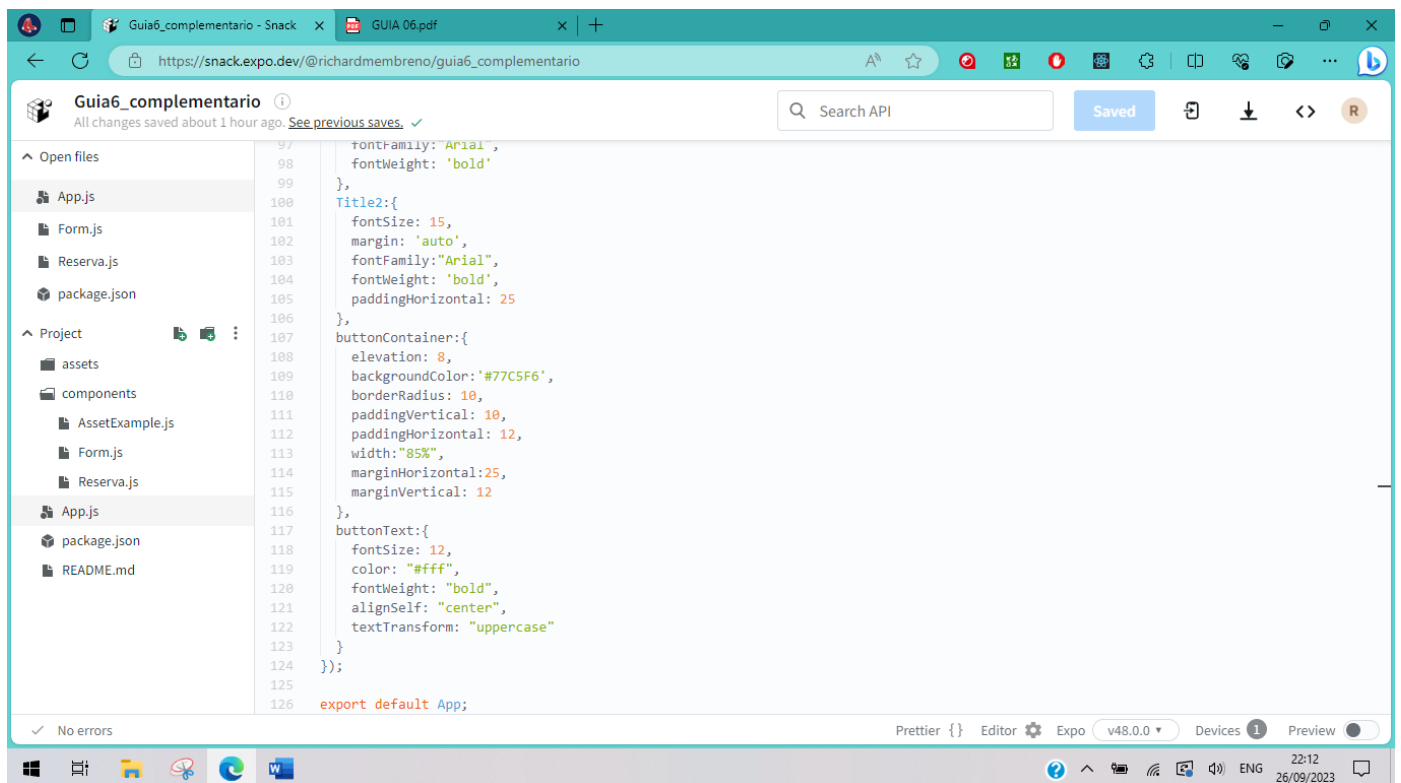 Guia6_complementario - Snack
GUIA 06.pdf
https://snack.expo.dev/@richardmembreno/guia6_complementario
Guia6_complementario
All changes saved about 1 hour ago. See previous saves.
Search API
Saved
R
Open files
App.js
Form.js
Reserva.js
package.json
Project
assets
components
AssetExample.js
Form.js
Reserva.js
App.js
package.json
README.md
97 fontFamily:"Arial",
98 fontWeight: 'bold'
99 },
100 Title2:{
101 fontSize: 15,
102 margin: 'auto',
103 fontFamily:"Arial",
104 fontWeight: 'bold',
105 paddingHorizontal: 25
106 },
107 buttonContainer:{
108 elevation: 8,
109 backgroundColor:'#77C5F6',
110 borderRadius: 10,
111 paddingVertical: 10,
112 paddingHorizontal: 12,
113 width:"85%",
114 marginHorizontal:25,
115 marginVertical: 12
116 },
117 buttonText:{
118 fontSize: 12,
119 color: "#fff",
120 fontWeight: "bold",
121 alignSelf: "center",
122 textTransform: "uppercase"
123 }
124 });
125
126 export default App;
No errors
Prettier { } Editor Expo v48.0.0 Devices 1 Preview
ENG
22:12
26/09/2023